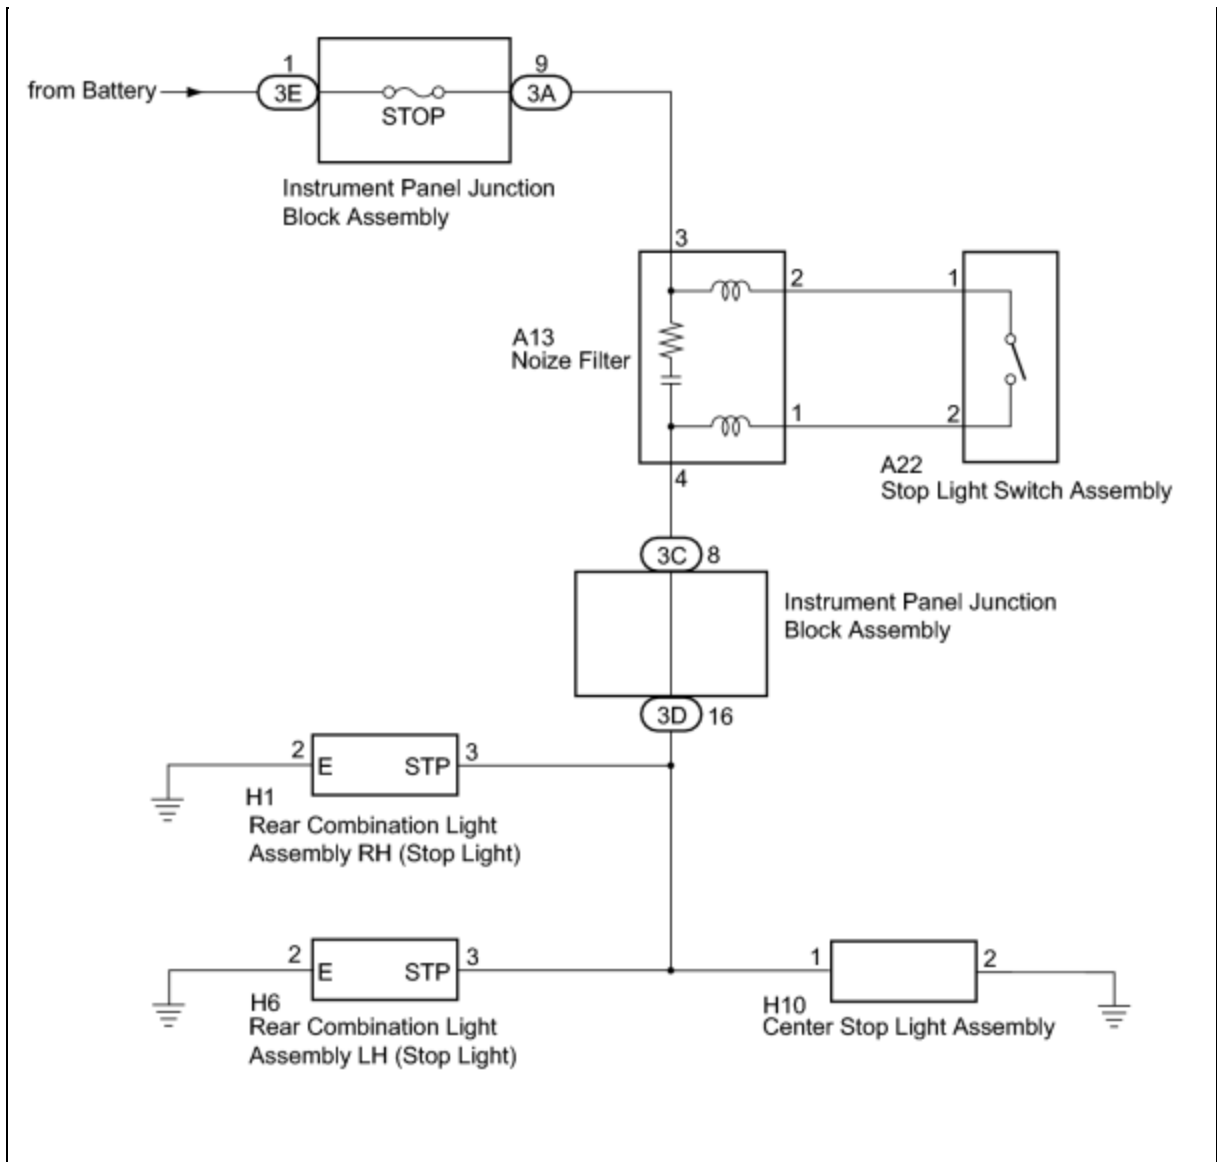 1
9
from Battery
3E
3A
STOP
Instrument Panel Junction
Block Assembly
3
2
1
A13
Noize Filter
1
2
4
A22
Stop Light Switch Assembly
3C
8
Instrument Panel Junction
Block Assembly
3D
16
2
E
STP
3
H1
Rear Combination Light
Assembly RH (Stop Light)
2
E
STP
3
1
2
H6
Rear Combination Light
Assembly LH (Stop Light)
H10
Center Stop Light Assembly